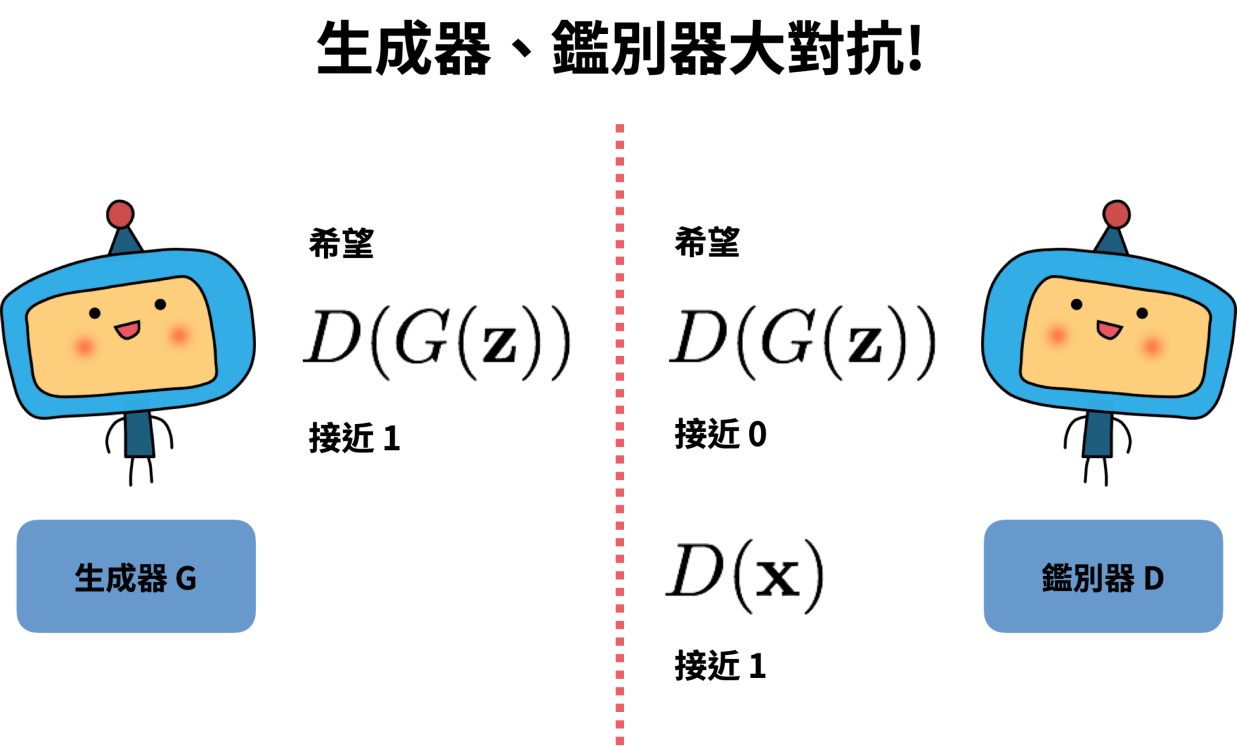 生成器、鑑別器大對抗!
希望
D(G(z))
接近 1
生成器 G
希望
D(G(z))
接近 0
D(x)
接近 1
鑑別器 D